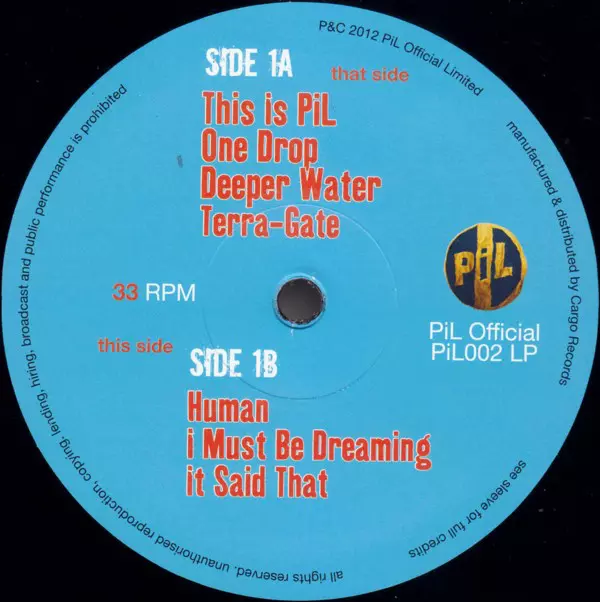 P&C 2012 PiL Official Limited
SIDE 1A
that side
This is PiL
One Drop
Deeper Water
Terra-Gate
33 RPM
PiL
PiL Official
PiL002 LP
this side
SIDE 1B
Human
i Must Be Dreaming
it Said That
manufactured & distributed by Cargo Records
see sleeve for full credits
all rights reserved. unauthorised reproduction, copying, lending, hiring, broadcast and public performance is prohibited